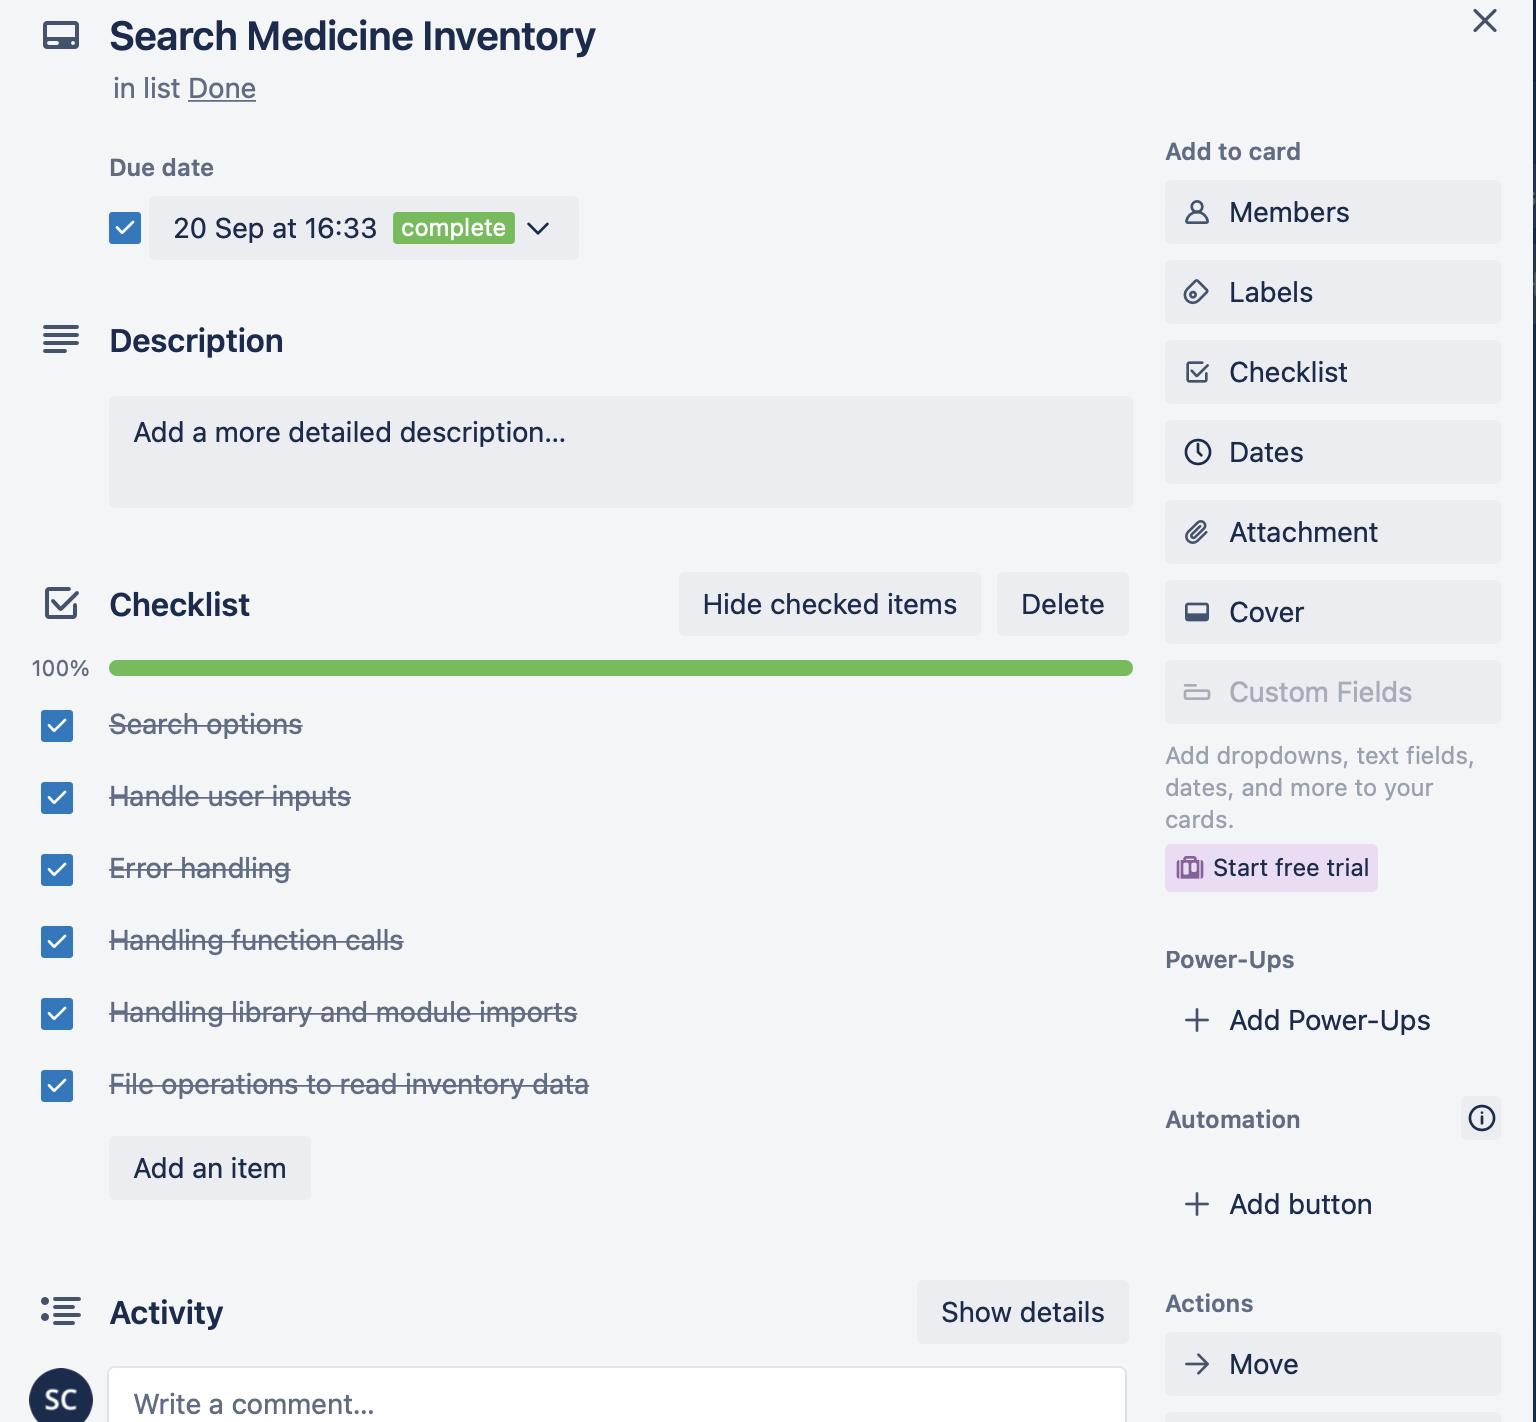 Search Medicine Inventory
in list Done
Due date
20 Sep at 16:33 complete
Description
Add a more detailed description...
Checklist
Hide checked items
Delete
100%
Search options
Handle user inputs
Error handling
Handling function calls
Handling library and module imports
File operations to read inventory data
Add an item
Activity
Show details
SC
Write a comment...
Add to card
Members
Labels
Checklist
Dates
Attachment
Cover
Custom Fields
Add dropdowns, text fields,
dates, and more to your
cards.
Start free trial
Power-Ups
Add Power-Ups
Automation
Add button
Actions
Move